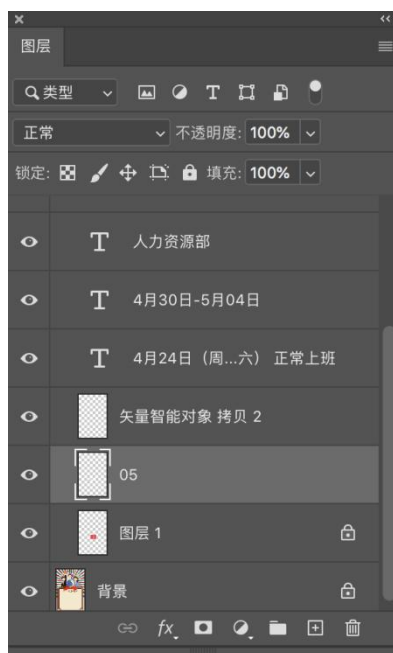 图层
类型
正常 不透明度: 100%
锁定: 填充: 100%
人力资源部
4月30日-5月04日
4月24日（周...六） 正常上班
矢量智能对象 拷贝 2
05
图层 1
背景
fx